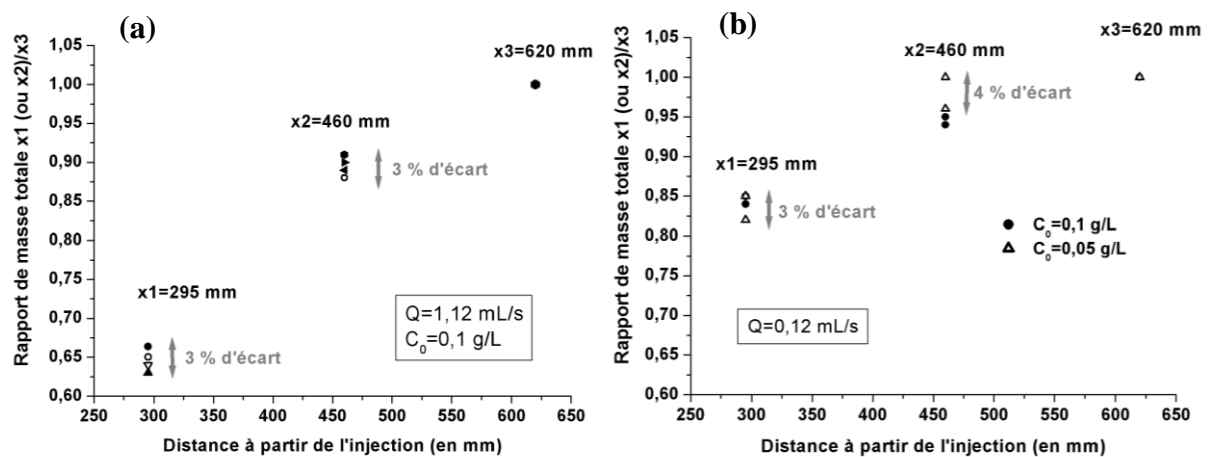 (a)
Rapport de masse totale x1 (ou x2)/x3
1,05
1,00
0,95
0,90
0,85
0,80
0,75
0,70
0,65
0,60
x3=620 mm
x2=460 mm
3 % d'écart
x1=295 mm
3 % d'écart
Q=1,12 mL/s
C0=0,1 g/L
250 300 350 400 450 500 550 600 650
Distance à partir de l'injection (en mm)
(b)
Rapport de masse totale x1 (ou x2)/x3
1,05
1,00
0,95
0,90
0,85
0,80
0,75
0,70
0,65
0,60
x3=620 mm
x2=460 mm
4 % d'écart
x1=295 mm
3 % d'écart
C0=0,1 g/L
C0=0,05 g/L
Q=0,12 mL/s
250 300 350 400 450 500 550 600 650
Distance à partir de l'injection (en mm)